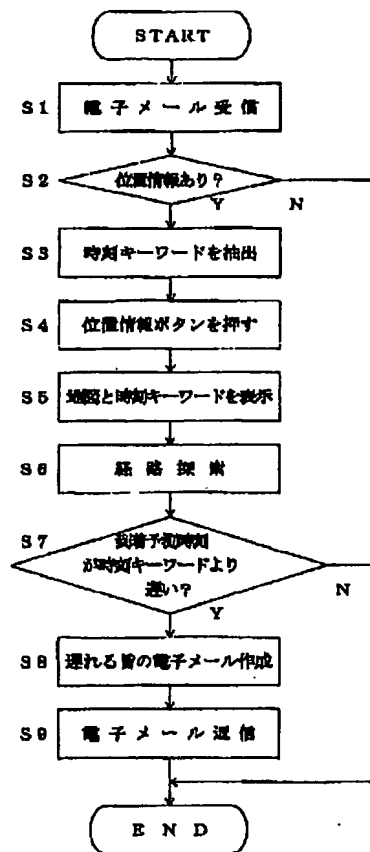 START
S1 電子メール受信
S2 位置情報あり?
Y N
S3 時刻キーワードを抽出
S4 位置情報ボタンを押す
S5 地図と時刻キーワードを表示
S6 経路探索
S7 到着予測時刻
が時刻キーワードより
遅い?
N
Y
S8 遅れる旨の電子メール作成
S9 電子メール返信
END